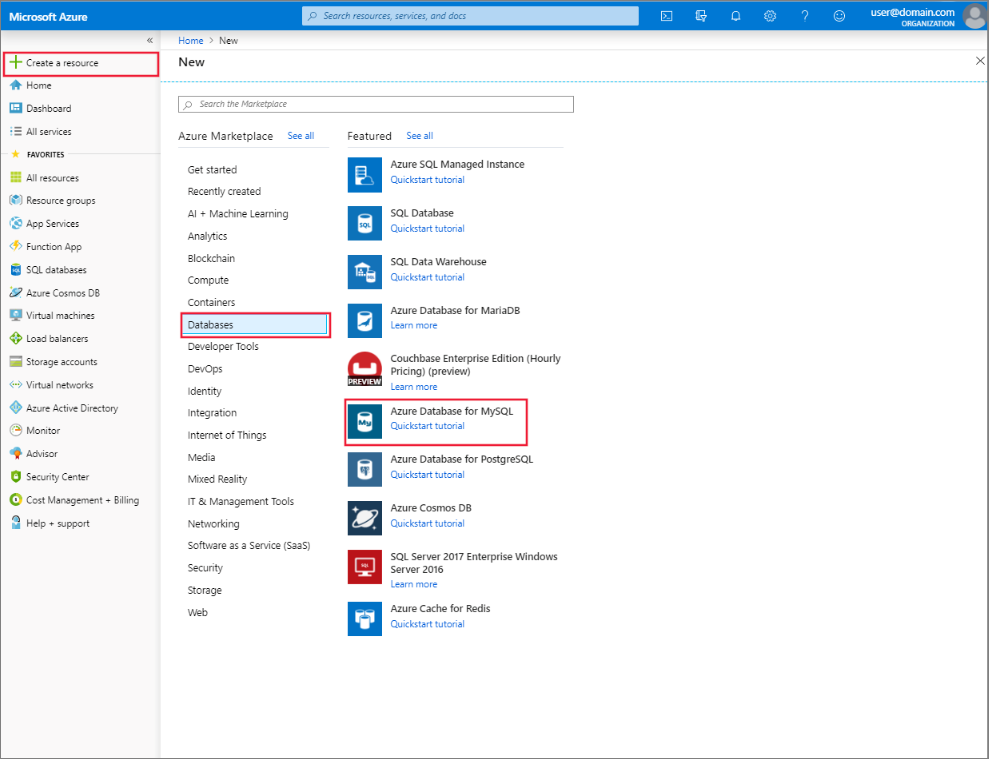 Microsoft Azure
Search resources, services, and docs
user@domain.com
ORGANIZATION
«
Create a resource
Home
Dashboard
All services
FAVORITES
All resources
Resource groups
App Services
Function App
SQL databases
Azure Cosmos DB
Virtual machines
Load balancers
Storage accounts
Virtual networks
Azure Active Directory
Monitor
Advisor
Security Center
Cost Management + Billing
Help + support
Home > New
New
Search the Marketplace
Azure Marketplace See all
Get started
Recently created
AI + Machine Learning
Analytics
Blockchain
Compute
Containers
Databases
Developer Tools
DevOps
Identity
Integration
Internet of Things
Media
Mixed Reality
IT & Management Tools
Networking
Software as a Service (SaaS)
Security
Storage
Web
Featured See all
Azure SQL Managed Instance
Quickstart tutorial
SQL
SQL Database
Quickstart tutorial
SQL Data Warehouse
Quickstart tutorial
Azure Database for MariaDB
Learn more
PREVIEW
Couchbase Enterprise Edition (Hourly
Pricing) (preview)
Learn more
My
Azure Database for MySQL
Quickstart tutorial
Azure Database for PostgreSQL
Quickstart tutorial
Azure Cosmos DB
Quickstart tutorial
SQL
SQL Server 2017 Enterprise Windows
Server 2016
Learn more
Azure Cache for Redis
Quickstart tutorial